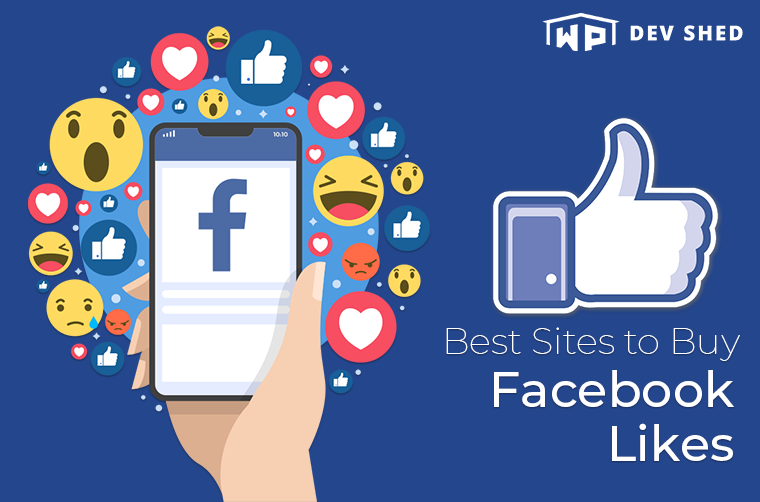 WP DEV SHED
10:10
f
Best Sites to Buy
Facebook
Likes